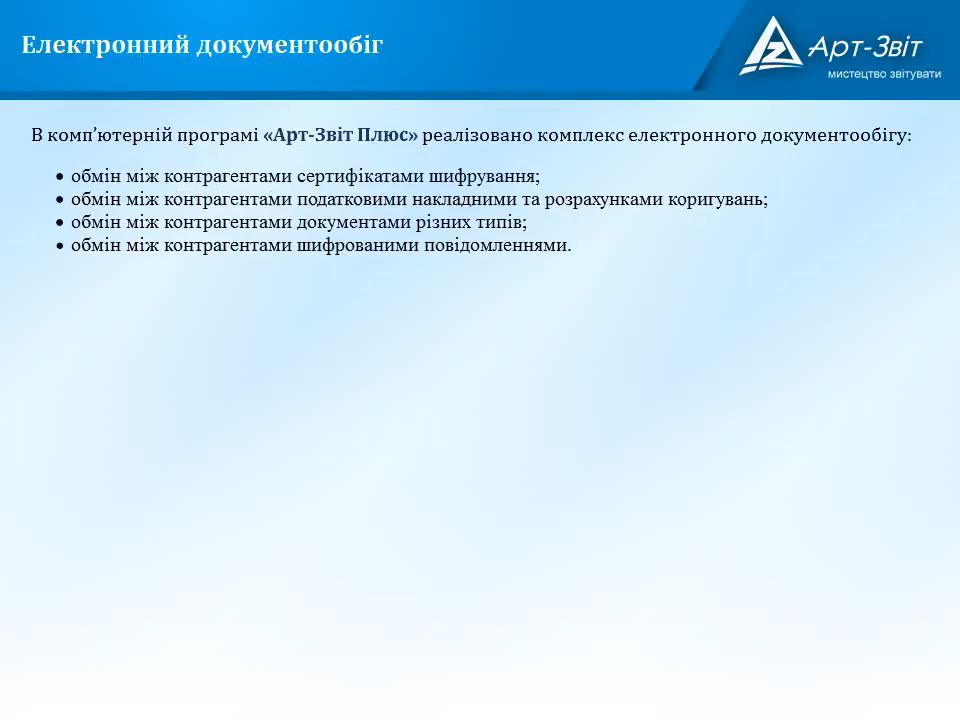 Електронний документообіг
Арт-Звіт
мистецтво звітувати
В комп’ютерній програмі «Арт-Звіт Плюс» реалізовано комплекс електронного документообігу:
• обмін між контрагентами сертифікатами шифрування;
• обмін між контрагентами податковими накладними та розрахунками коригувань;
• обмін між контрагентами документами різних типів;
• обмін між контрагентами шифрованими повідомленнями.